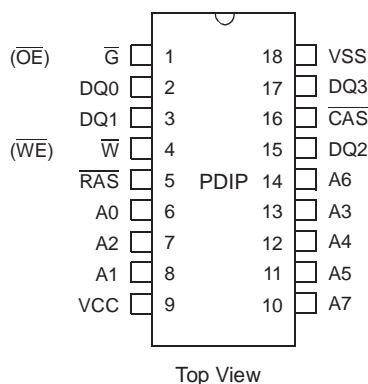 (OE) G 1 18 VSS
DQ0 2 17 DQ3
DQ1 3 16 CAS
(WE) W 4 15 DQ2
RAS 5 PDIP 14 A6
A0 6 13 A3
A2 7 12 A4
A1 8 11 A5
VCC 9 10 A7
Top View